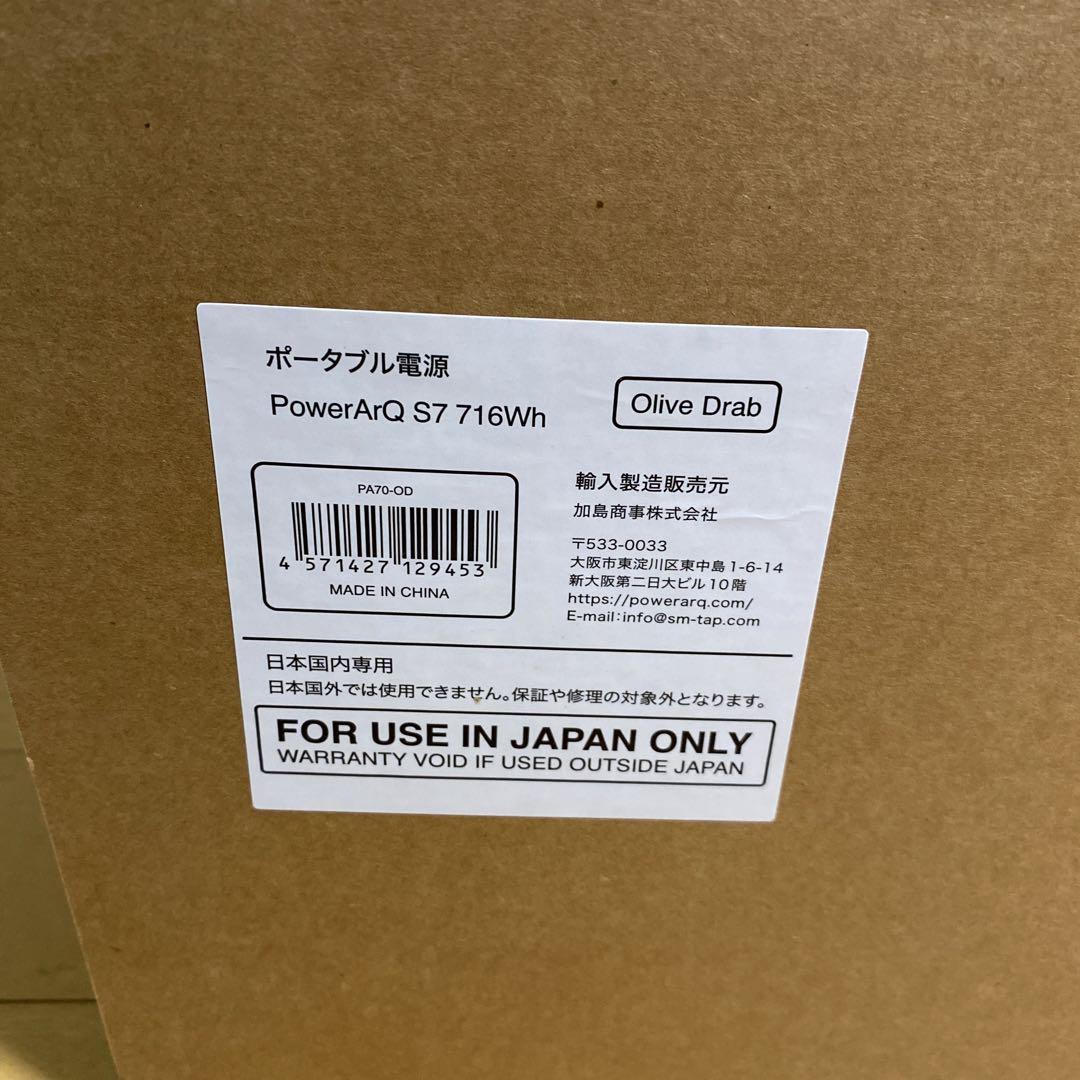 ポータブル電源
PowerArQ S7 716Wh
Olive Drab
PA70-OD
4 571427 129453
MADE IN CHINA
輸入製造販売元
加島商事株式会社
〒533-0033
大阪市東淀川区東中島1-6-14
新大阪第二日大ビル10階
https://powerarq.com/
E-mail:info@sm-tap.com
日本国内専用
日本国外では使用できません。保証や修理の対象外となります。
FOR USE IN JAPAN ONLY
WARRANTY VOID IF USED OUTSIDE JAPAN